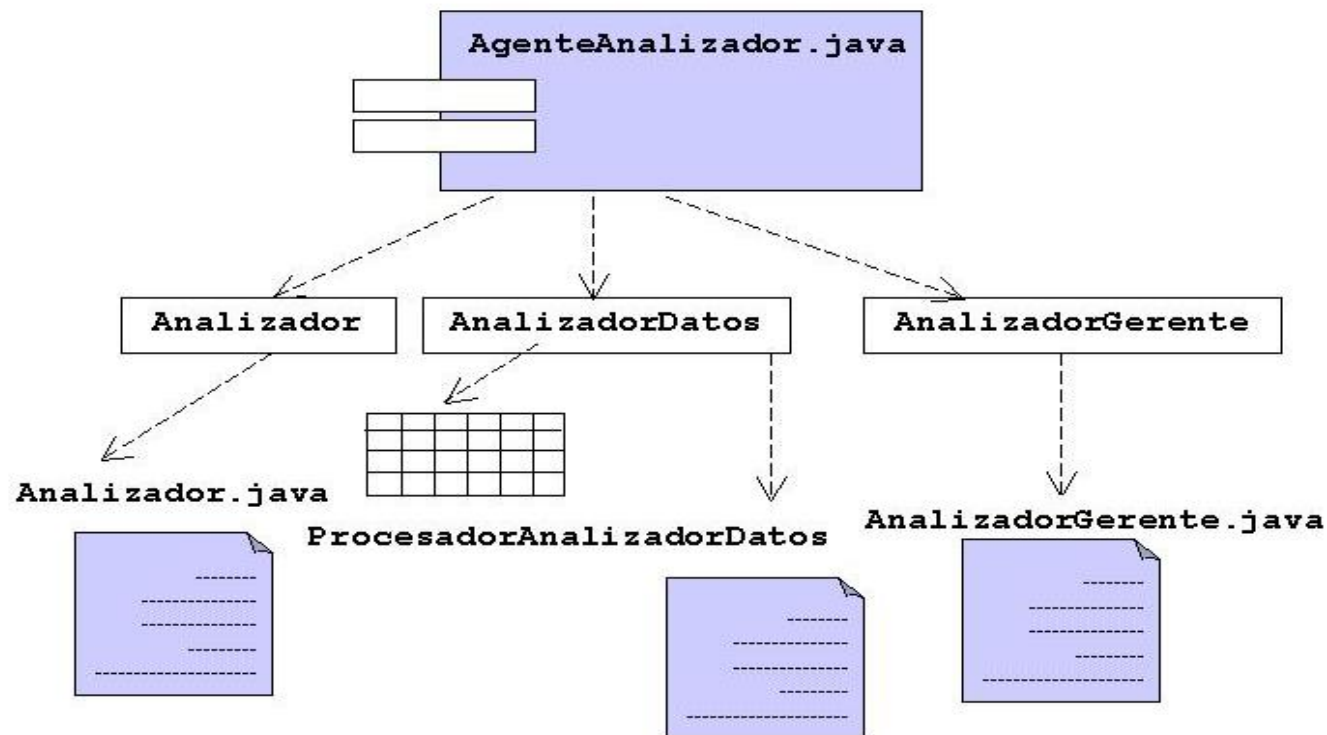 AgenteAnalizador.java
Analizador
AnalizadorDatos
AnalizadorGerente
Analizador.java
ProcesadorAnalizadorDatos
AnalizadorGerente.java